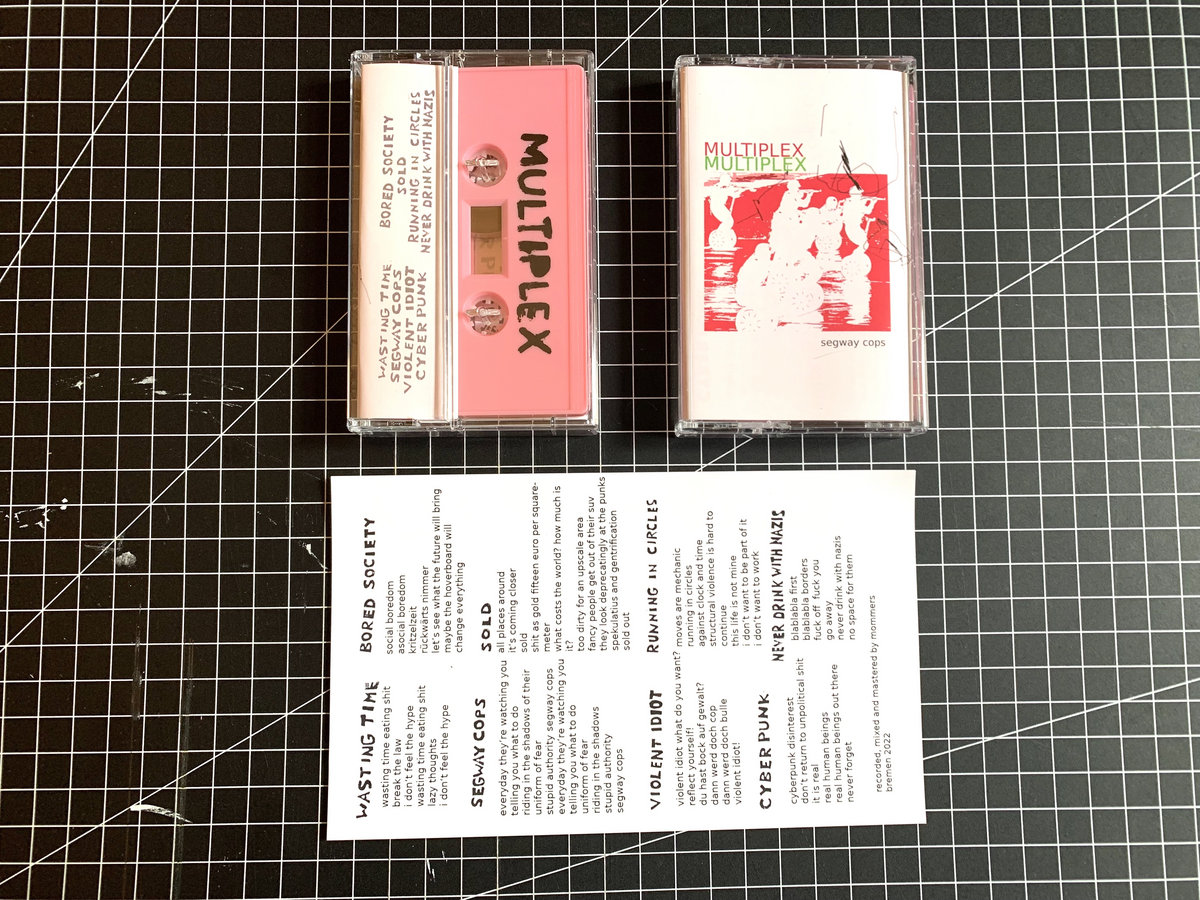 WASTING TIME
SEGWAY COPS
VIOLENT IDIOT
CYBER PUNK
BORED SOCIETY
SOLD
RUNNING IN CIRCLES
NEVER DRINK WITH NAZIS
MULTIPLEX
MULTIPLEX
MULTIPLEX
segway cops
WASTING TIME
wasting time eating shit
break the law
i don't feel the hype
wasting time eating shit
lazy thoughts
i don't feel the hype
SEGWAY COPS
everyday they're watching you
telling you what to do
riding in the shadows of their
uniform of fear
stupid authority segway cops
everyday they're watching you
telling you what to do
uniform of fear
riding in the shadows
stupid authority
segway cops
VIOLENT IDIOT
violent idiot what do you want?
reflect yourself!
du hast bock auf gewalt?
dann werd doch cop
dann werd doch bulle
violent idiot!
CYBER PUNK
cyberpunk disinterest
don't return to unpolitical shit
it is real
real human beings
real human beings out there
never forget
BORED SOCIETY
social boredom
asocial boredom
kritzelzeit
rückwärts nimmer
let's see what the future will bring
maybe the hoverboard will
change everything
SOLD
all places around
it's coming closer
sold
shit as gold fifteen euro per square-
meter
what costs the world? how much is
it?
too dirty for an upscale area
fancy people get out of their suv
they look deprecatingly at the punks
spekulatius and gentrification
sold out
RUNNING IN CIRCLES
moves are mechanic
running in circles
against clock and time
structural violence is hard to
continue
this life is not mine
i don't want to be part of it
i don't want to work
NEVER DRINK WITH NAZIS
blablabla first
blablabla borders
fuck off fuck you
go away
never drink with nazis
no space for them
recorded, mixed and mastered by mommers
bremen 2022